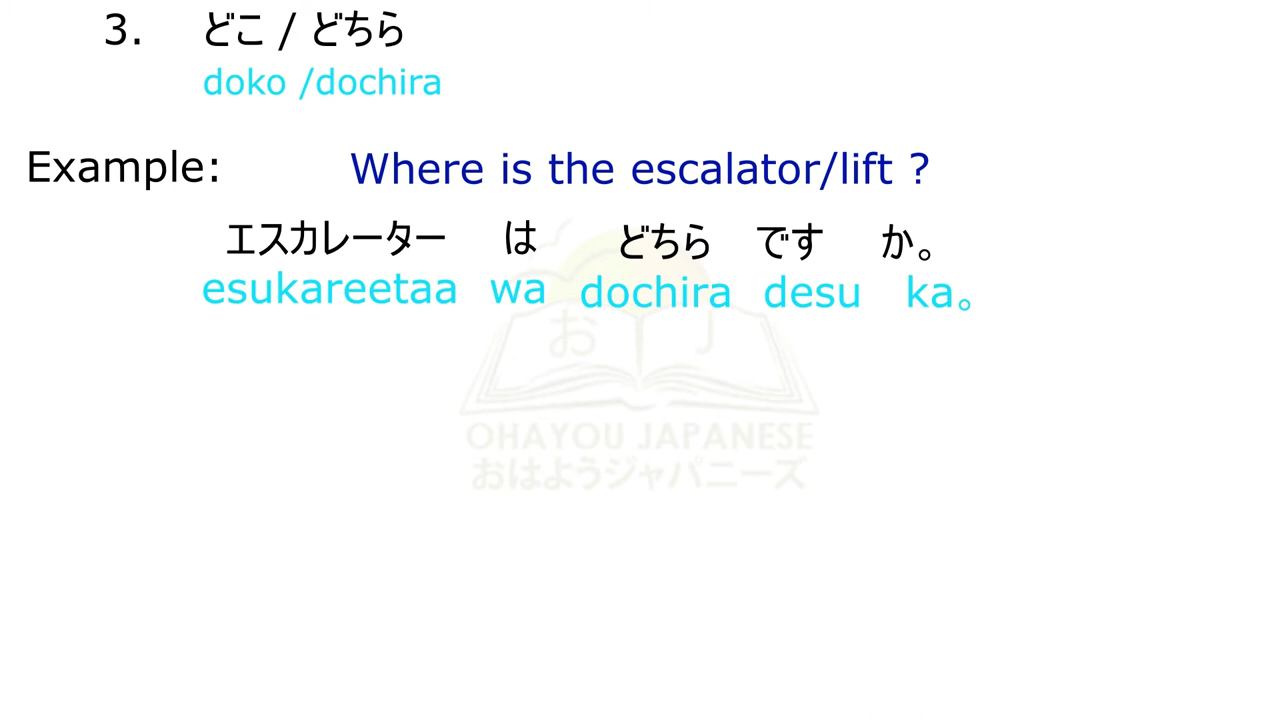 3. どこ / どちら
doko /dochira
Example: Where is the escalator/lift ?
エスカレーター は どちら です か。
esukareetaa wa dochira desu ka。
お J
OHAYOU JAPANESE
おはようジャパニーズ